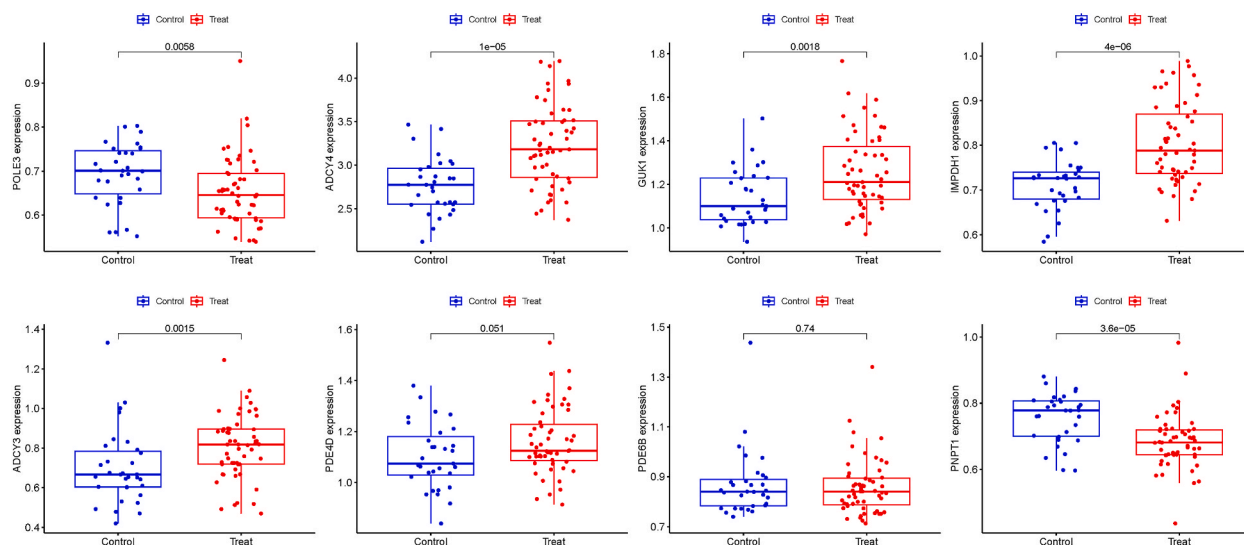 Control Treat
0.0058
POLE3 expression
0.9
0.8
0.7
0.6
Control Treat
Control Treat
1e-05
ADCY4 expression
4.0
3.5
3.0
2.5
Control Treat
Control Treat
0.0018
GUK1 expression
1.8
1.6
1.4
1.2
1.0
Control Treat
Control Treat
4e-06
IMPDH1 expression
1.0
0.9
0.8
0.7
0.6
Control Treat
Control Treat
0.0015
ADCY3 expression
1.4
1.2
1.0
0.8
0.6
0.4
Control Treat
Control Treat
0.051
PDE4D expression
1.6
1.4
1.2
1.0
Control Treat
Control Treat
0.74
PDE6B expression
1.5
1.3
1.1
0.9
0.7
Control Treat
Control Treat
3.6e-05
PNPT1 expression
1.0
0.8
0.6
Control Treat